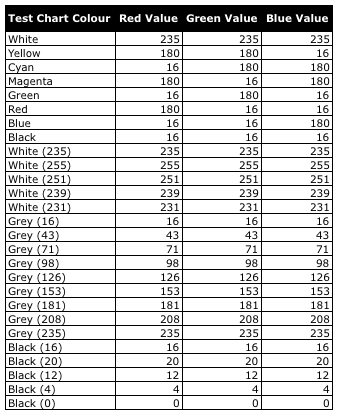 Test Chart Colour Red Value Green Value Blue Value
White 235 235 235
Yellow 180 180 16
Cyan 16 180 180
Magenta 180 16 180
Green 16 180 16
Red 180 16 16
Blue 16 16 180
Black 16 16 16
White (235) 235 235 235
White (255) 255 255 255
White (251) 251 251 251
White (239) 239 239 239
White (231) 231 231 231
Grey (16) 16 16 16
Grey (43) 43 43 43
Grey (71) 71 71 71
Grey (98) 98 98 98
Grey (126) 126 126 126
Grey (153) 153 153 153
Grey (181) 181 181 181
Grey (208) 208 208 208
Grey (235) 235 235 235
Black (16) 16 16 16
Black (20) 20 20 20
Black (12) 12 12 12
Black (4) 4 4 4
Black (0) 0 0 0